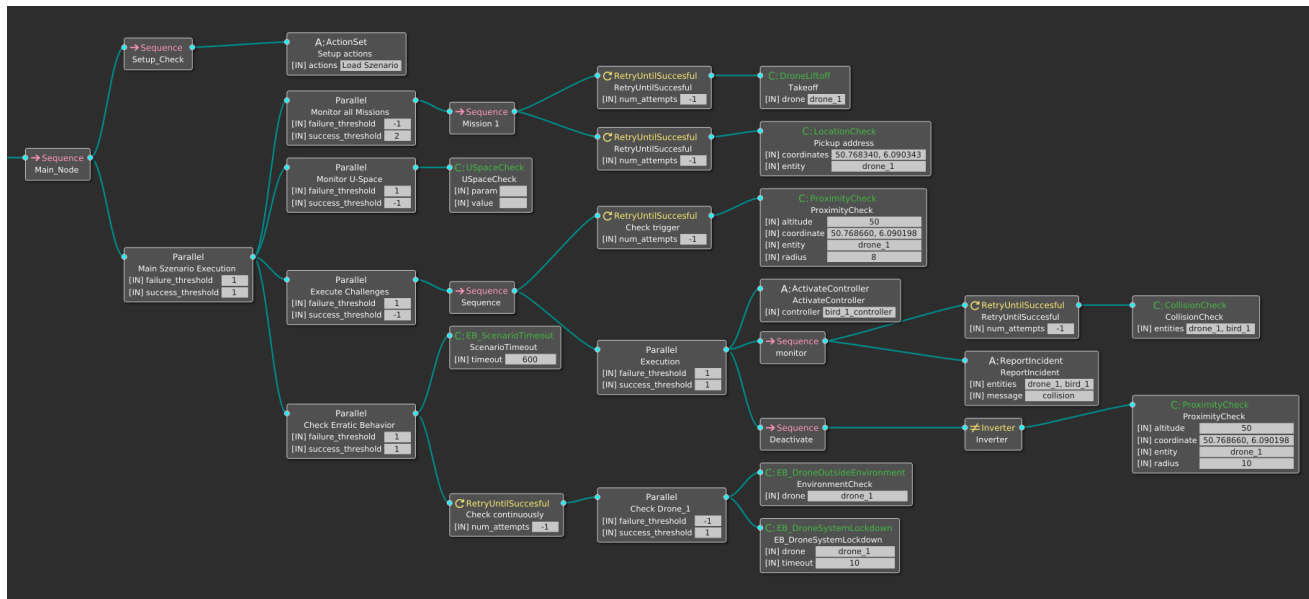 →Sequence
Main_Node
→Sequence
Setup_Check
A:ActionSet
Setup actions
[IN] actions Load Szenario
Parallel
Main Szenario Execution
[IN] failure_threshold 1
[IN] success_threshold 1
Parallel
Monitor all Missions
[IN] failure_threshold -1
[IN] success_threshold 2
→Sequence
Mission 1
RetryUntilSuccesful
RetryUntilSuccesful
[IN] num_attempts -1
C:DroneLiftoff
Takeoff
[IN] drone drone_1
RetryUntilSuccesful
RetryUntilSuccesful
[IN] num_attempts -1
C:LocationCheck
Pickup address
[IN] coordinates 50.768340, 6.090343
[IN] entity drone_1
Parallel
Monitor U-Space
[IN] failure_threshold 1
[IN] success_threshold -1
C:USpaceCheck
USpaceCheck
[IN] param
[IN] value
Parallel
Execute Challenges
[IN] failure_threshold 1
[IN] success_threshold -1
→Sequence
Sequence
RetryUntilSuccesful
Check trigger
[IN] num_attempts -1
C:ProximityCheck
ProximityCheck
[IN] altitude 50
[IN] coordinate 50.768660, 6.090198
[IN] entity drone_1
[IN] radius 8
Parallel
Execution
[IN] failure_threshold 1
[IN] success_threshold 1
A:ActivateController
ActivateController
[IN] controller bird_1_controller
→Sequence
monitor
RetryUntilSuccesful
RetryUntilSuccesful
[IN] num_attempts -1
C:CollisionCheck
CollisionCheck
[IN] entities drone_1, bird_1
A:ReportIncident
ReportIncident
[IN] entities drone_1, bird_1
[IN] message collision
→Sequence
Deactivate
≠Inverter
Inverter
C:ProximityCheck
ProximityCheck
[IN] altitude 50
[IN] coordinate 50.768660, 6.090198
[IN] entity drone_1
[IN] radius 10
Parallel
Check Erratic Behavior
[IN] failure_threshold 1
[IN] success_threshold 1
C:EB_ScenarioTimeout
ScenarioTimeout
[IN] timeout 600
RetryUntilSuccesful
Check continuously
[IN] num_attempts -1
Parallel
Check Drone_1
[IN] failure_threshold -1
[IN] success_threshold 1
C:EB_DroneOutsideEnvironment
EnvironmentCheck
[IN] drone drone_1
C:EB_DroneSystemLockdown
EB_DroneSystemLockdown
[IN] drone drone_1
[IN] timeout 10